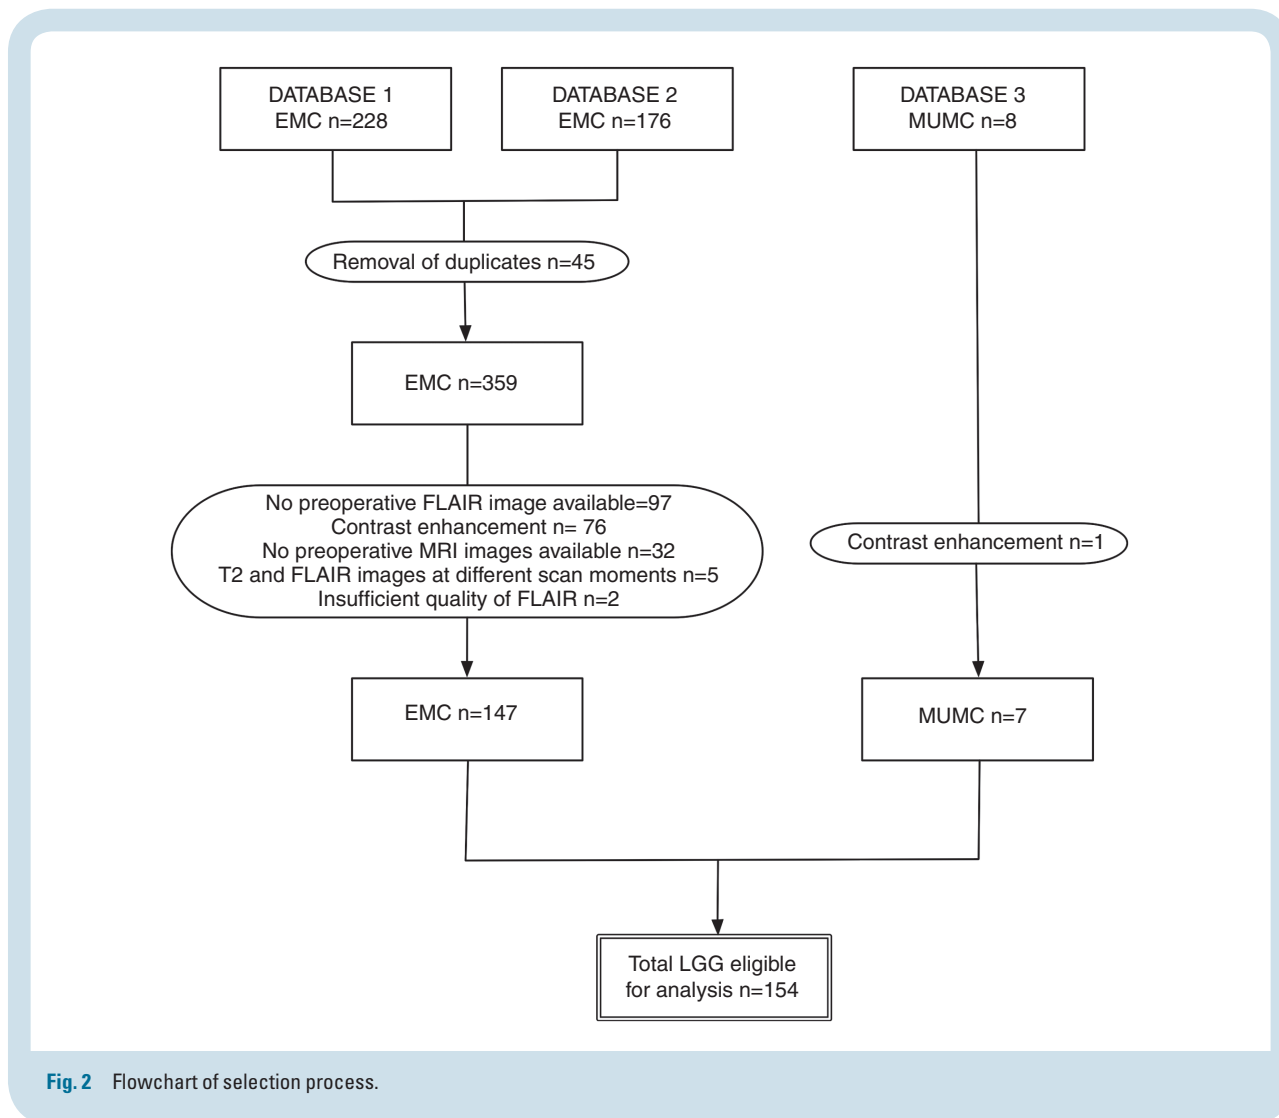 DATABASE 1
EMC n=228
DATABASE 2
EMC n=176
DATABASE 3
MUMC n=8
Removal of duplicates n=45
EMC n=359
No preoperative FLAIR image available=97
Contrast enhancement n= 76
No preoperative MRI images available n=32
T2 and FLAIR images at different scan moments n=5
Insufficient quality of FLAIR n=2
Contrast enhancement n=1
EMC n=147
MUMC n=7
Total LGG eligible
for analysis n=154
Fig. 2 Flowchart of selection process.